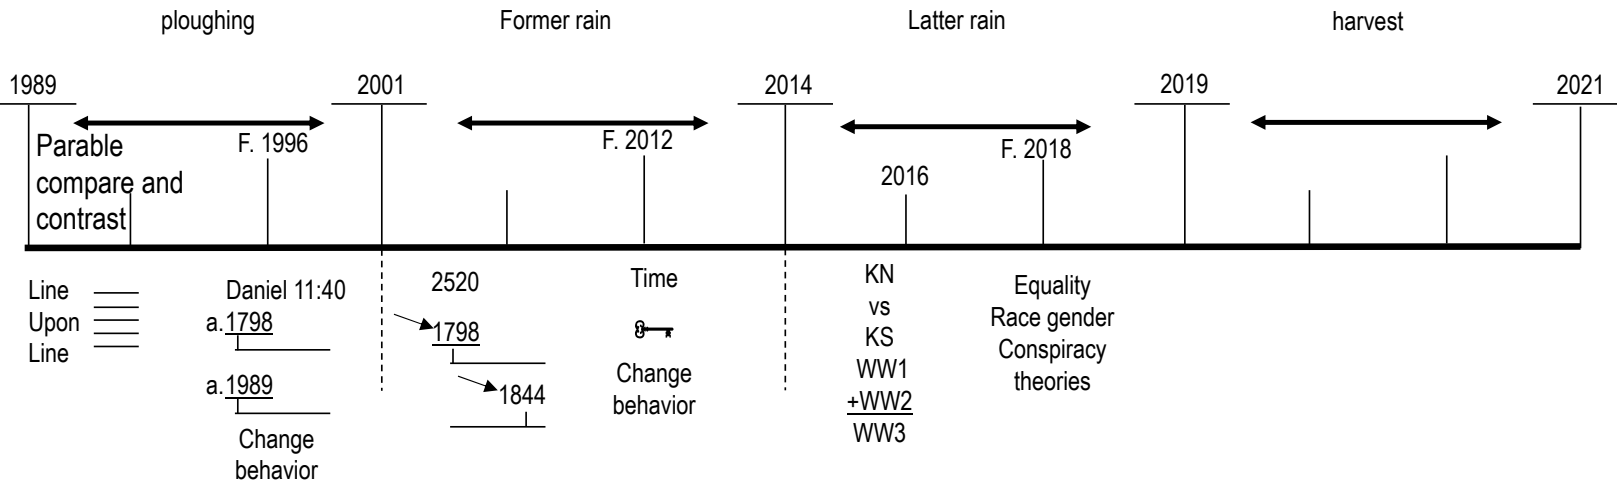 ploughing
Former rain
Latter rain
harvest
1989
2001
2014
2019
2021
Parable
compare and
contrast
F. 1996
F. 2012
2016
F. 2018
Line
Upon
Line
Daniel 11:40
a.1798
a.1989
Change
behavior
2520
1798
1844
Time
Change
behavior
KN
vs
KS
WW1
+WW2
WW3
Equality
Race gender
Conspiracy
theories